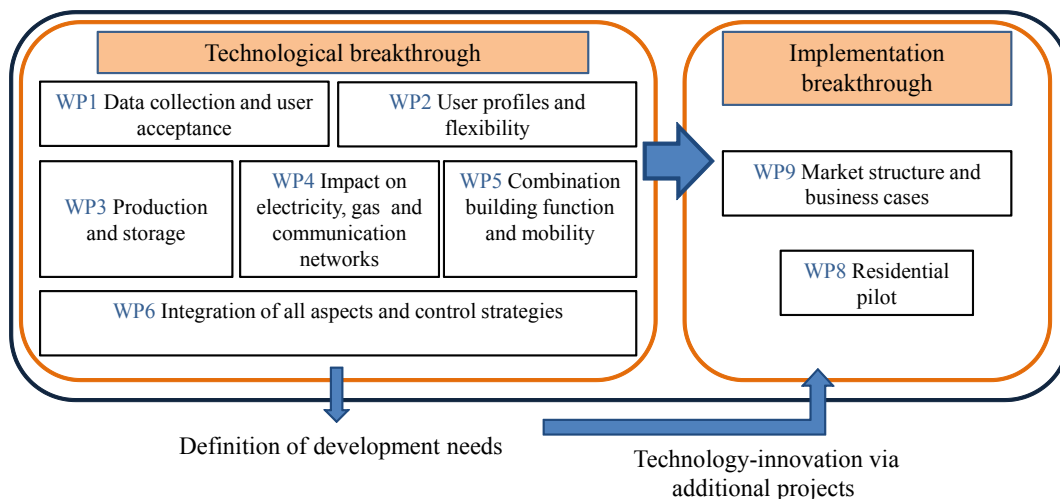 Technological breakthrough
WP1 Data collection and user
acceptance
WP2 User profiles and
flexibility
WP3 Production
and storage
WP4 Impact on
electricity, gas and
communication
networks
WP5 Combination
building function
and mobility
WP6 Integration of all aspects and control strategies
Implementation
breakthrough
WP9 Market structure and
business cases
WP8 Residential
pilot
Definition of development needs
Technology-innovation via
additional projects